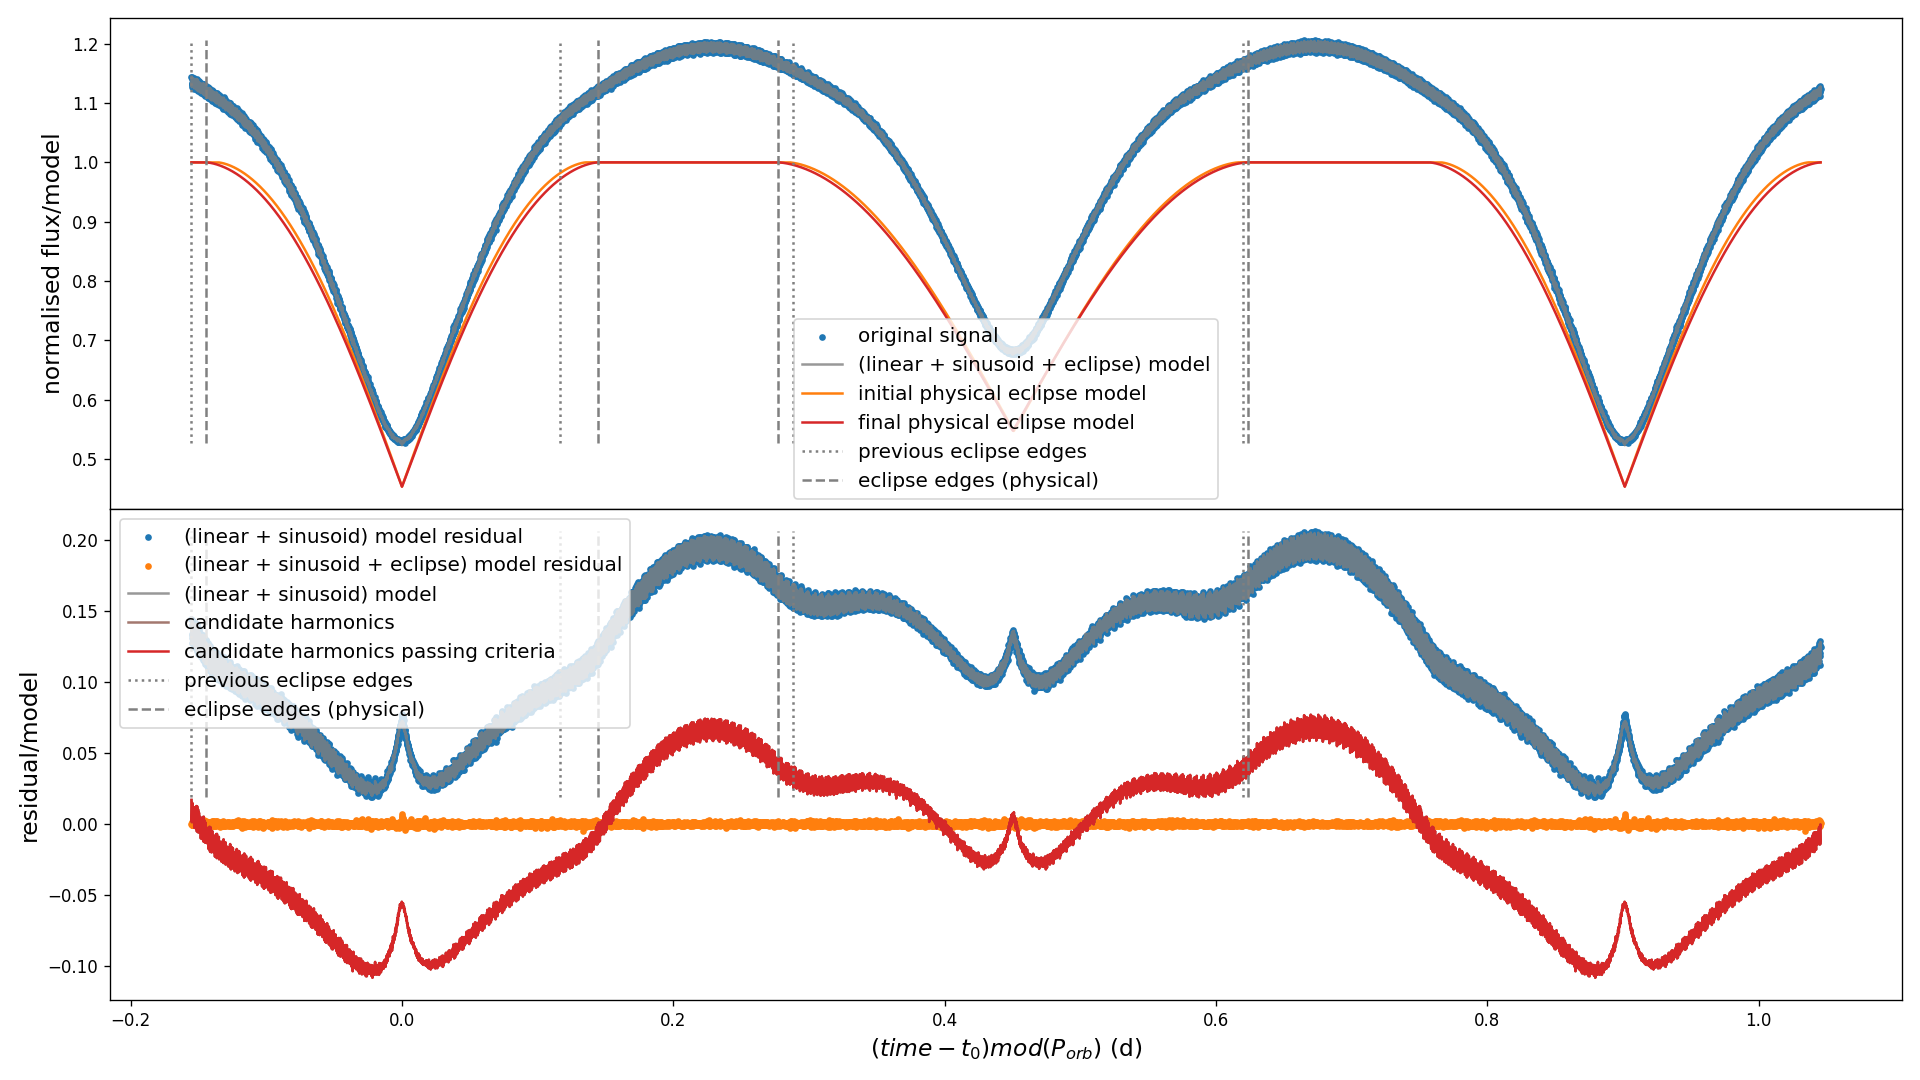 normalised flux/model
1.2
1.1
1.0
0.9
0.8
0.7
0.6
0.5
original signal
(linear + sinusoid + eclipse) model
initial physical eclipse model
final physical eclipse model
previous eclipse edges
eclipse edges (physical)
residual/model
0.20
0.15
0.10
0.05
0.00
−0.05
−0.10
(linear + sinusoid) model residual
(linear + sinusoid + eclipse) model residual
(linear + sinusoid) model
candidate harmonics
candidate harmonics passing criteria
previous eclipse edges
eclipse edges (physical)
−0.2 0.0 0.2 0.4 0.6 0.8 1.0
(time − t₀)mod(Pₒᵣb) (d)